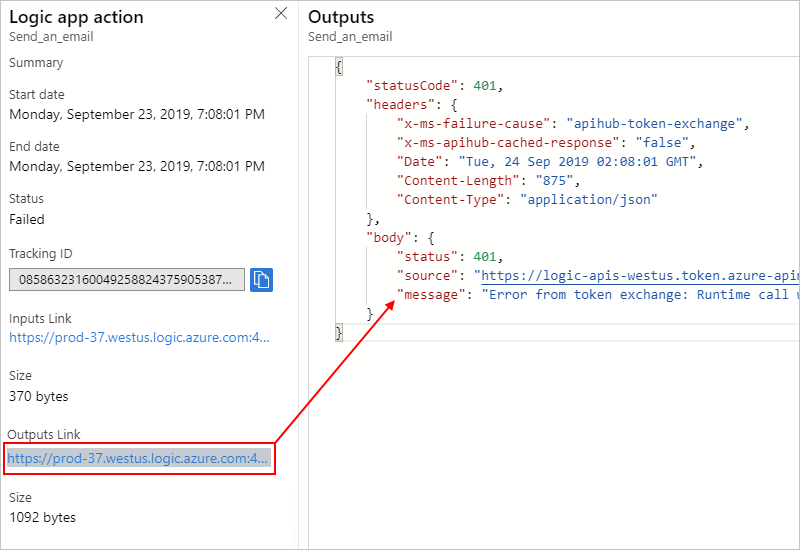 Logic app action
Send_an_email
Summary
Start date
Monday, September 23, 2019, 7:08:01 PM
End date
Monday, September 23, 2019, 7:08:01 PM
Status
Failed
Tracking ID
08586323160049258824375905387...
Inputs Link
https://prod-37.westus.logic.azure.com:4...
Size
370 bytes
Outputs Link
https://prod-37.westus.logic.azure.com:4...
Size
1092 bytes
Outputs
Send_an_email
{
"statusCode": 401,
"headers": {
"x-ms-failure-cause": "apihub-token-exchange",
"x-ms-apihub-cached-response": "false",
"Date": "Tue, 24 Sep 2019 02:08:01 GMT",
"Content-Length": "875",
"Content-Type": "application/json"
},
"body": {
"status": 401,
"source": "https://logic-apis-westus.token.azure-apim
"message": "Error from token exchange: Runtime call w
}
}